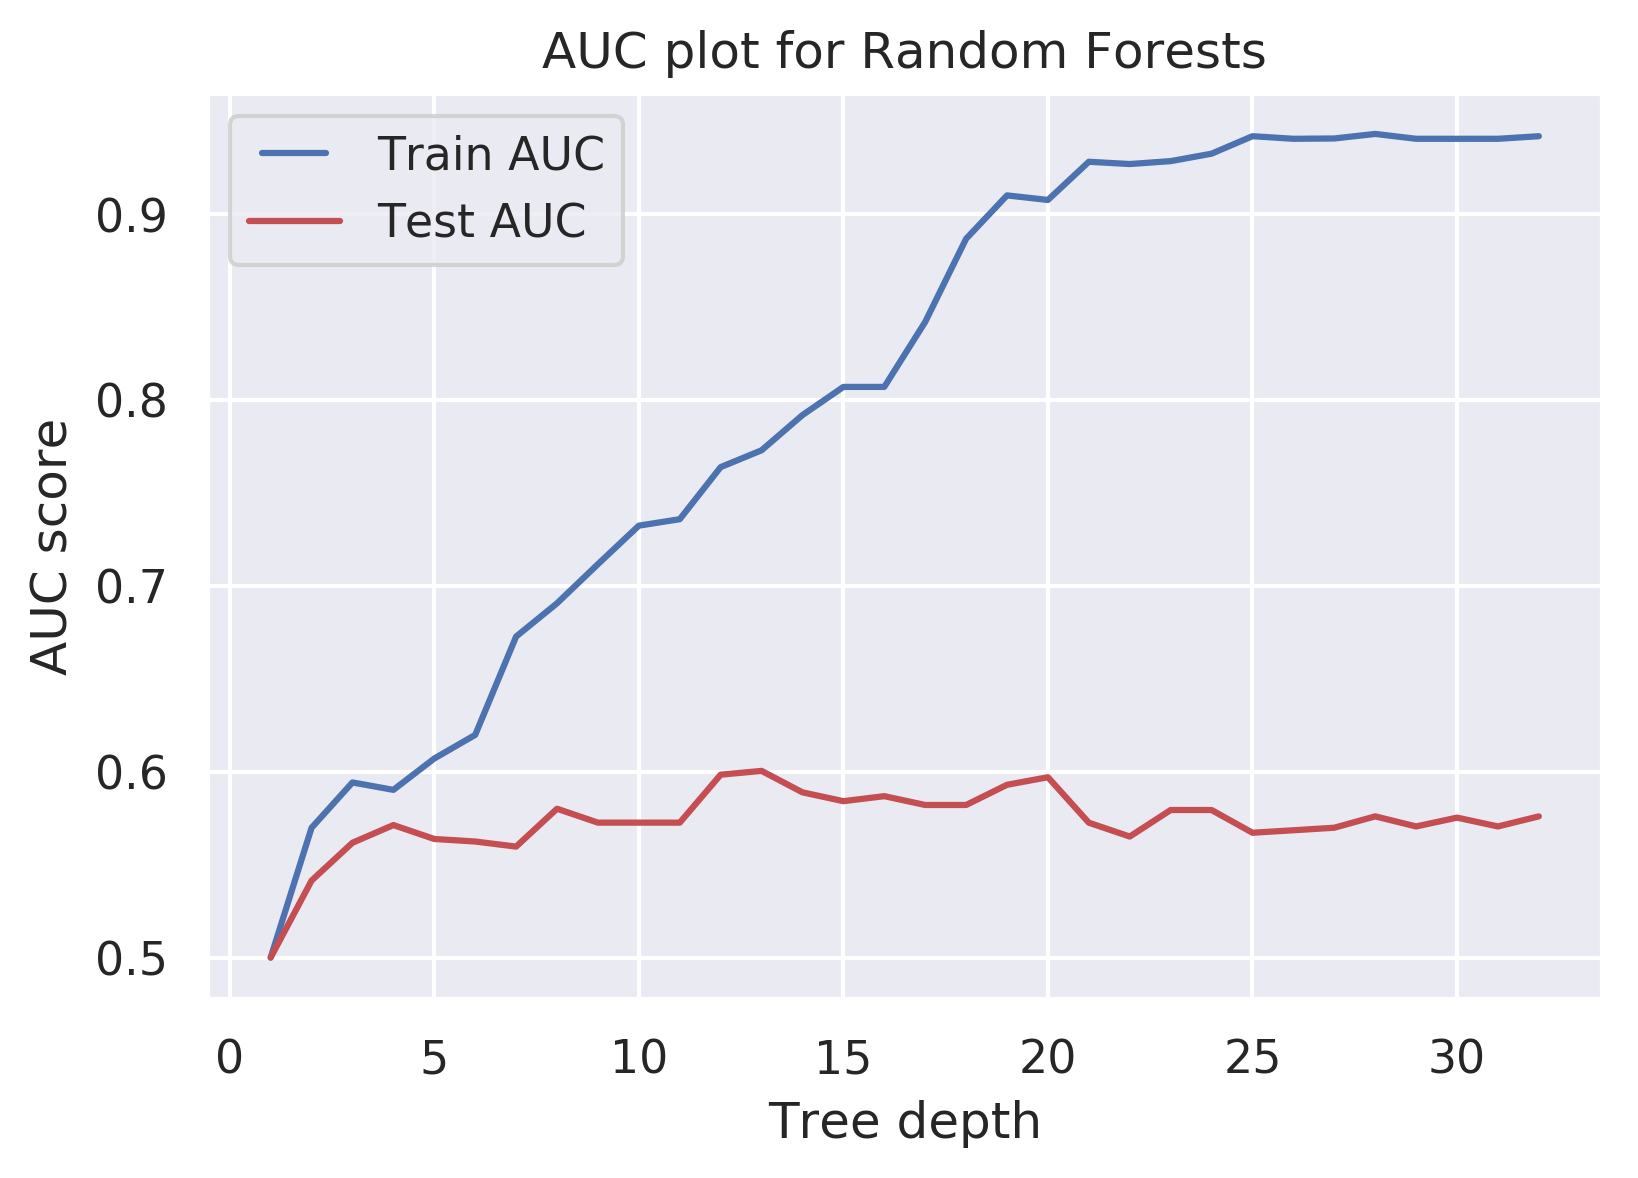 AUC plot for Random Forests
Train AUC
Test AUC
AUC score
0.9
0.8
0.7
0.6
0.5
0 5 10 15 20 25 30
Tree depth